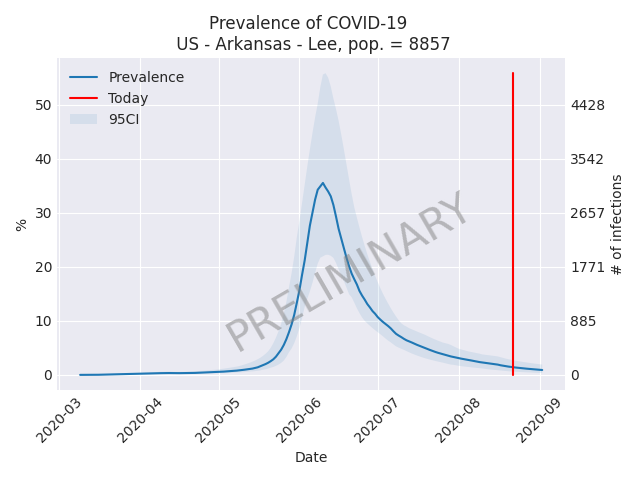 Prevalence of COVID-19
US - Arkansas - Lee, pop. = 8857
Prevalence
Today
95CI
50
40
30
20
10
0
%
4428
3542
2657
1771
885
0
# of infections
PRELIMINARY
2020-03
2020-04
2020-05
2020-06
2020-07
2020-08
2020-09
Date